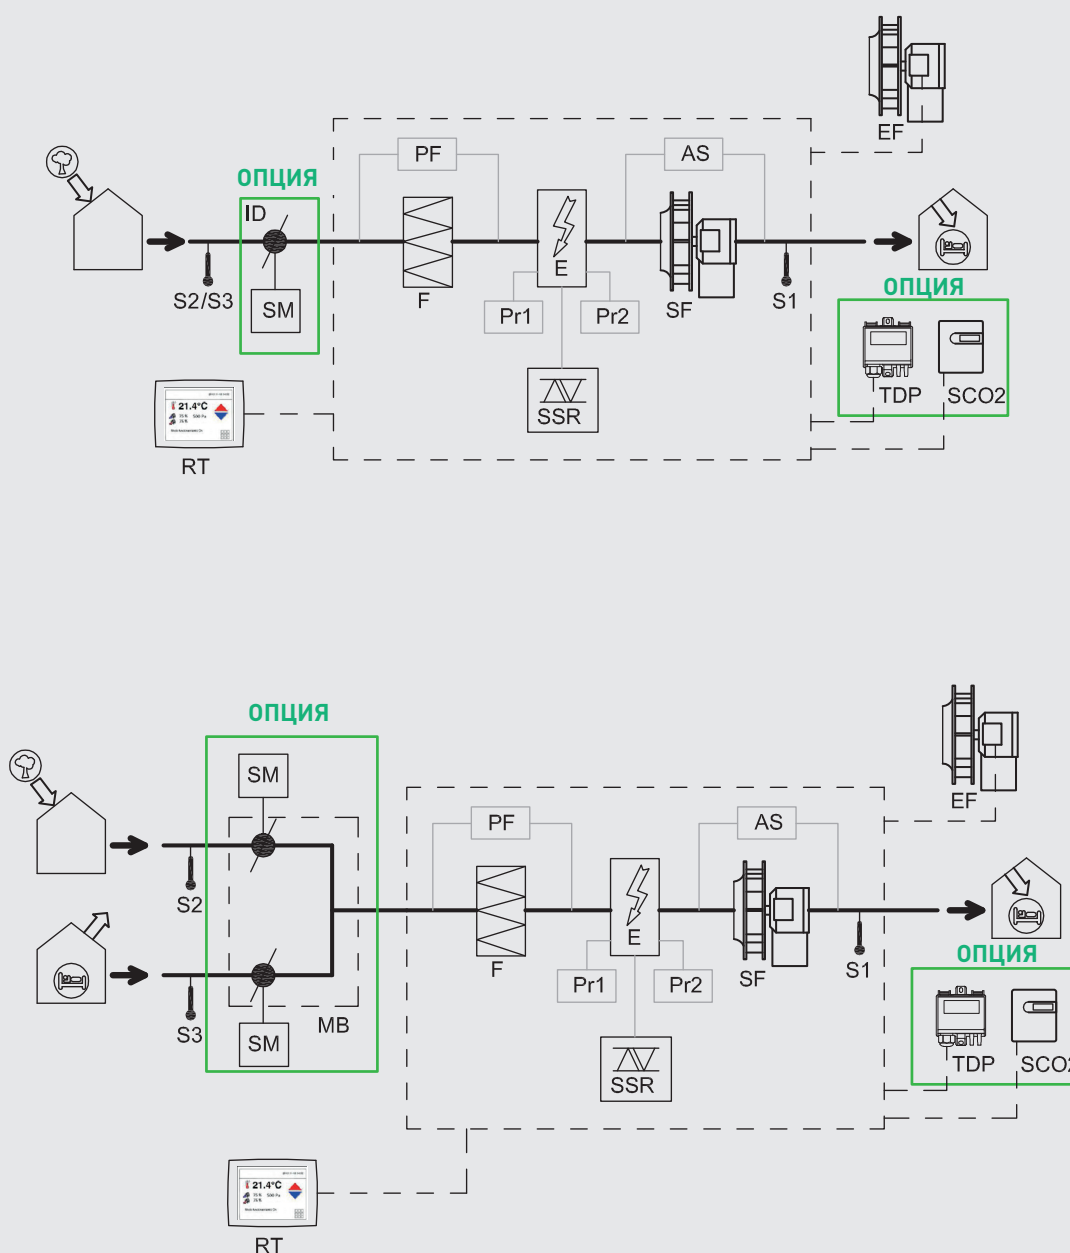 EF
PF
AS
ОПЦИЯ
ID
E
S2/S3
SM
F
Pr1
Pr2
SF
S1
ОПЦИЯ
SSR
TDP
SCO2
21.4°C
RT
ОПЦИЯ
SM
EF
PF
AS
S2
E
F
SF
S1
ОПЦИЯ
Pr1
Pr2
S3
MB
SM
SSR
TDP
SCO2
21.4°C
RT